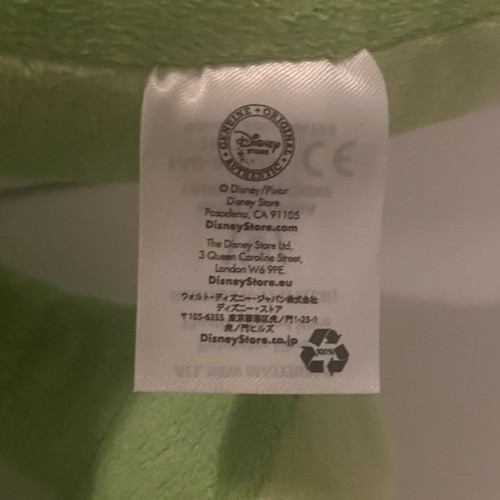 GENUINE • ORIGINAL • AUTHENTIC
Disney
STORE
© Disney/Pixar
Disney Store
Pasadena, CA 91105
DisneyStore.com
The Disney Store Ltd,
3 Queen Caroline Street,
London W6 9PE.
DisneyStore.eu
ウォルト・ディズニー・ジャパン株式会社
ディズニー・ストア
〒105-6355 東京都港区虎ノ門1-23-1
虎ノ門ヒルズ
DisneyStore.co.jp
100%